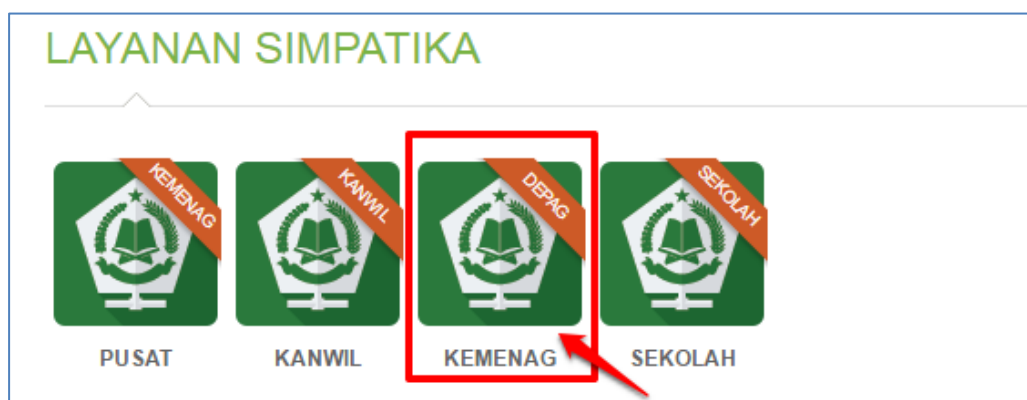 LAYANAN SIMPATIKA
KEMENAG
KANWIL
DEPAG
SEKOLAH
PUSAT
KANWIL
KEMENAG
SEKOLAH